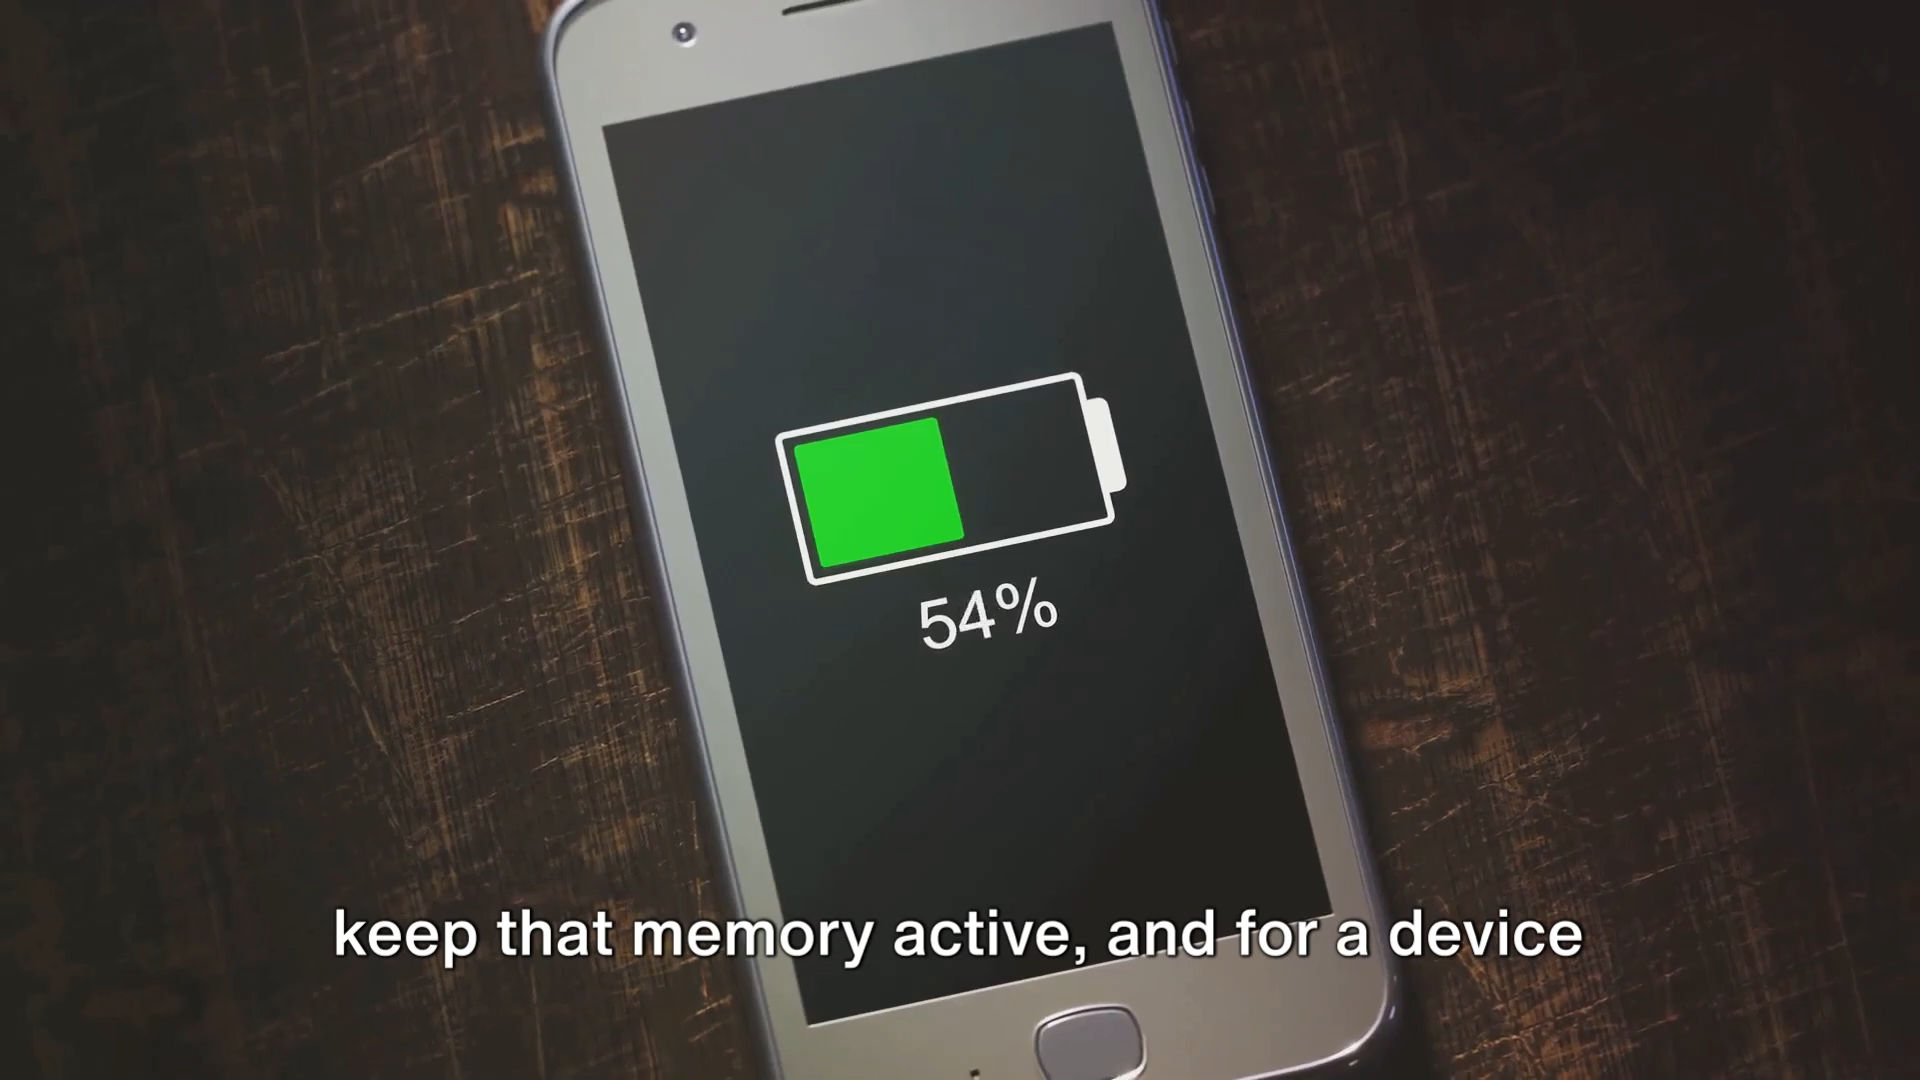 54%
keep that memory active, and for a device